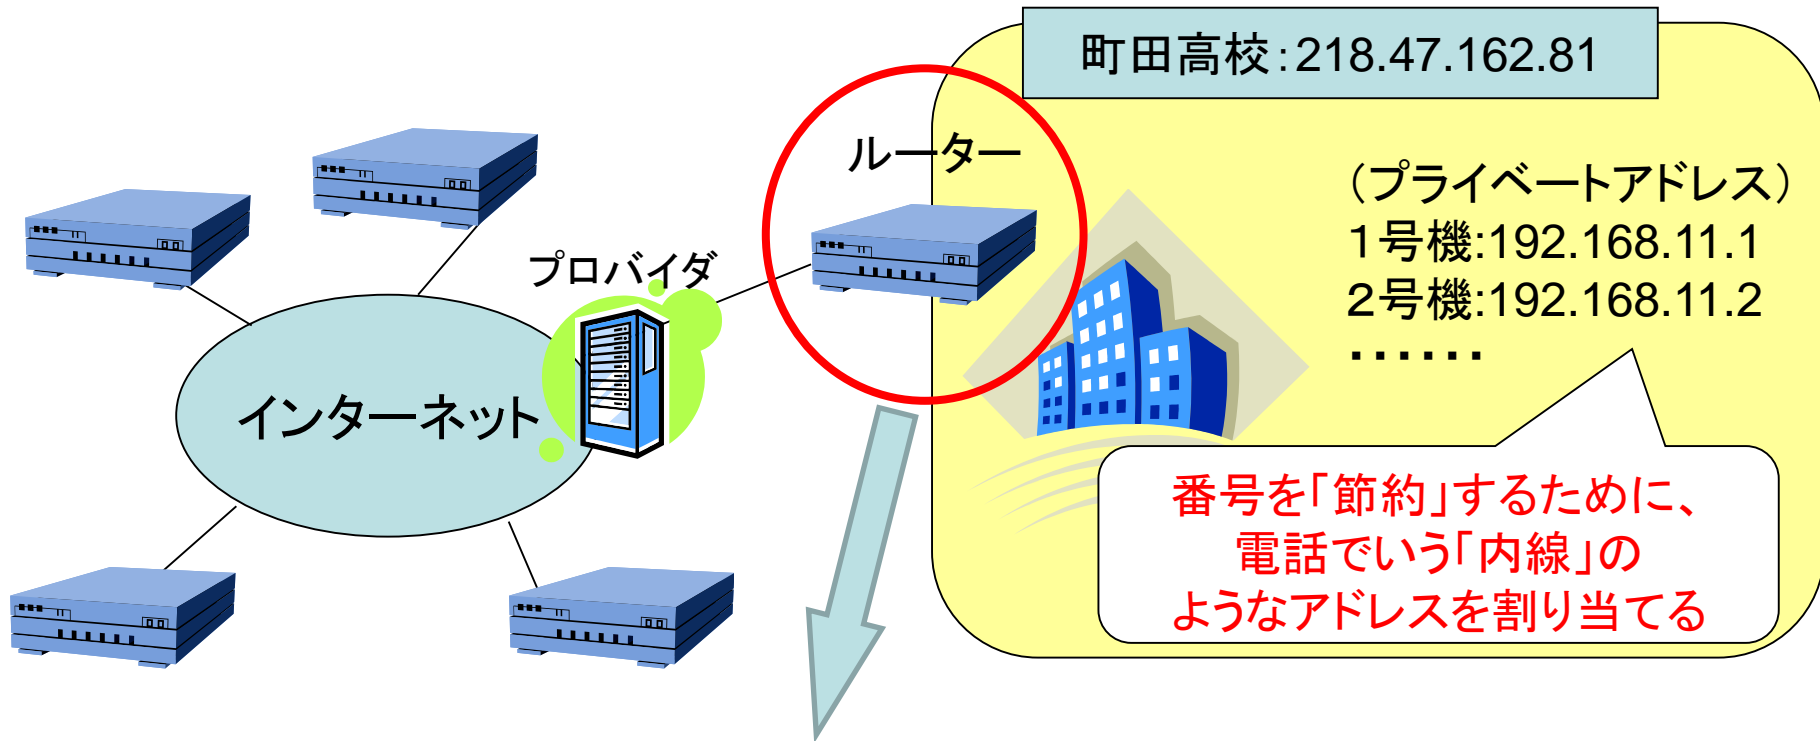 町田高校：218.47.162.81
ルーター
（プライベートアドレス）
１号機:192.168.11.1
２号機:192.168.11.2
・・・・・・
プロバイダ
インターネット
番号を「節約」するために、
電話でいう「内線」の
ようなアドレスを割り当てる